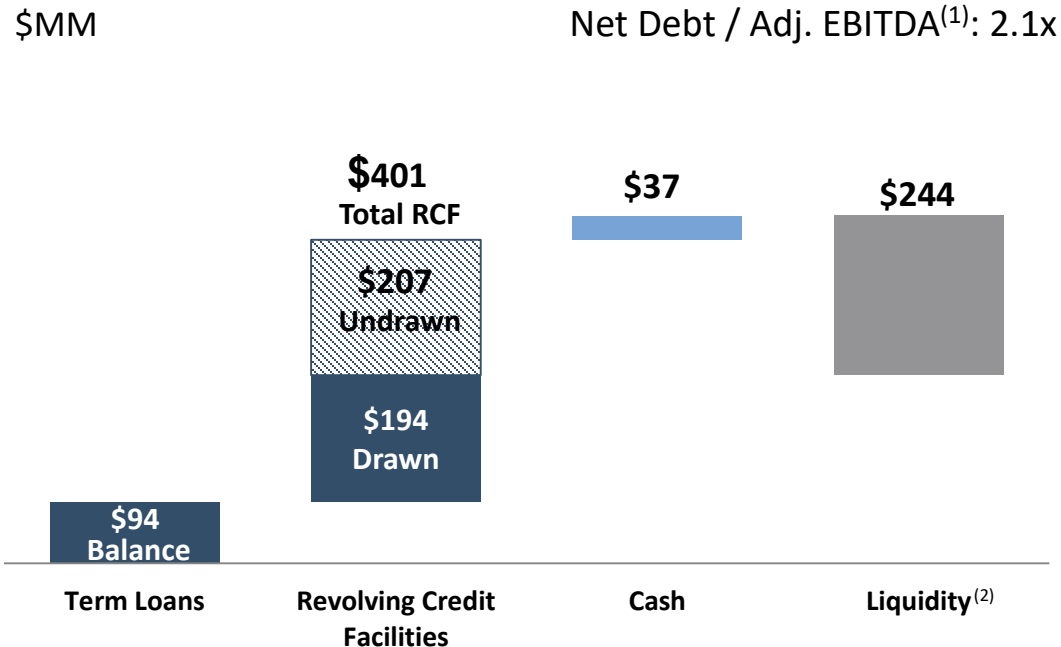 $MM
Net Debt / Adj. EBITDA(1): 2.1x
$401
Total RCF
$207
Undrawn
$194
Drawn
$94
Balance
$37
$244
Term Loans
Revolving Credit
Facilities
Cash
Liquidity(2)